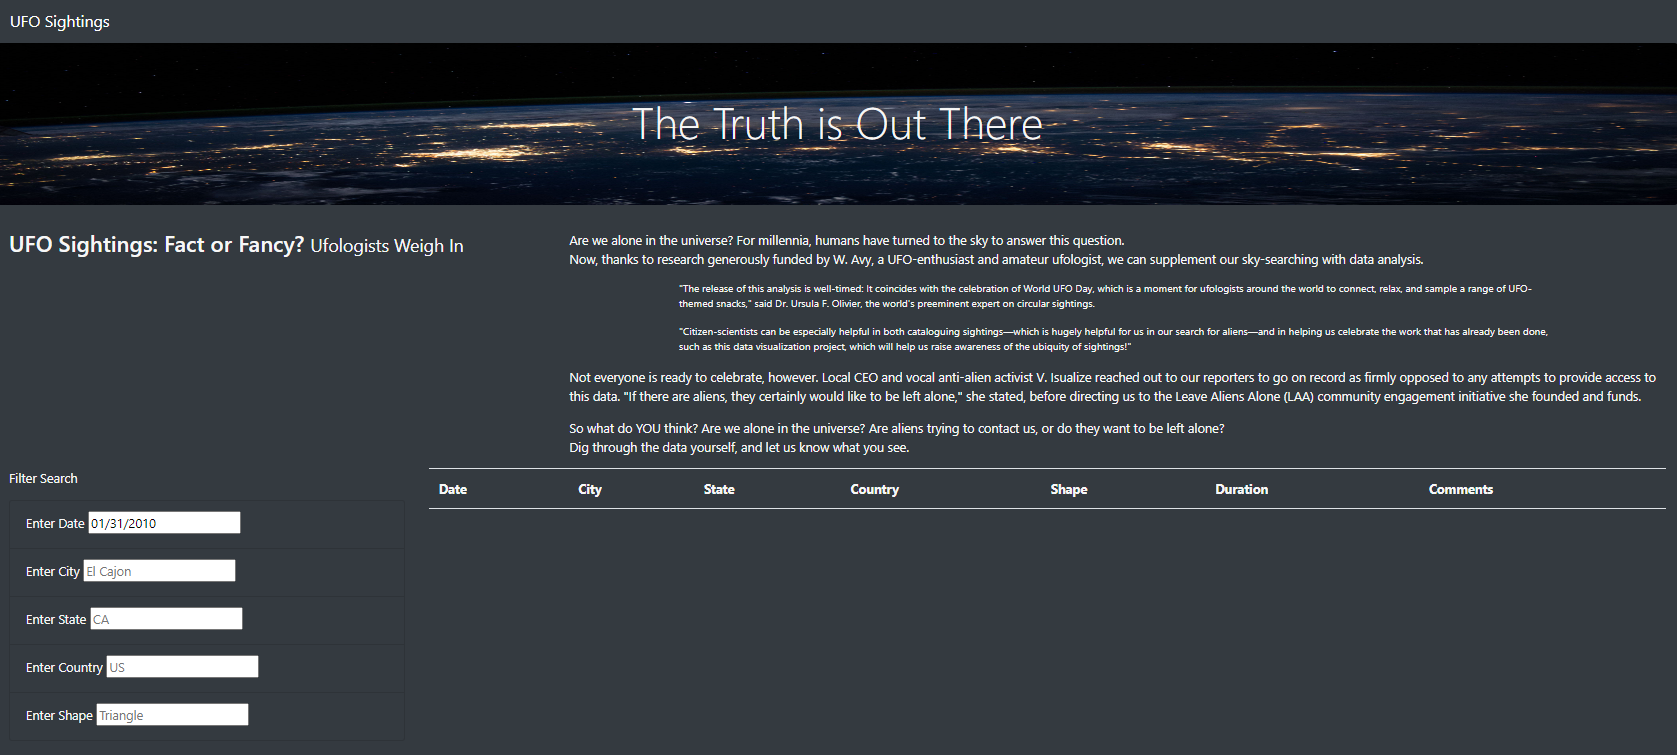 UFO Sightings
The Truth is Out There
UFO Sightings: Fact or Fancy? Ufologists Weigh In
Are we alone in the universe? For millennia, humans have turned to the sky to answer this question.
Now, thanks to research generously funded by W. Avy, a UFO-enthusiast and amateur ufologist, we can supplement our sky-searching with data analysis.
"The release of this analysis is well-timed: It coincides with the celebration of World UFO Day, which is a moment for ufologists around the world to connect, relax, and sample a range of UFO-
themed snacks," said Dr. Ursula F. Olivier, the world's preeminent expert on circular sightings.
"Citizen-scientists can be especially helpful in both cataloguing sightings—which is hugely helpful for us in our search for aliens—and in helping us celebrate the work that has already been done,
such as this data visualization project, which will help us raise awareness of the ubiquity of sightings!"
Not everyone is ready to celebrate, however. Local CEO and vocal anti-alien activist V. Isualize reached out to our reporters to go on record as firmly opposed to any attempts to provide access to
this data. "If there are aliens, they certainly would like to be left alone," she stated, before directing us to the Leave Aliens Alone (LAA) community engagement initiative she founded and funds.
So what do YOU think? Are we alone in the universe? Are aliens trying to contact us, or do they want to be left alone?
Dig through the data yourself, and let us know what you see.
Filter Search
Enter Date 01/31/2010
Enter City El Cajon
Enter State CA
Enter Country US
Enter Shape Triangle
Date City State Country Shape Duration Comments